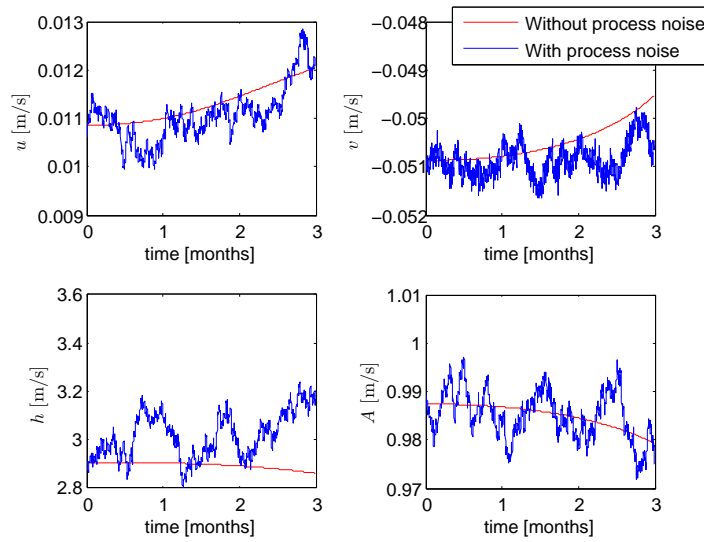 Without process noise
With process noise
0.013
0.012
0.011
0.01
0.009
u [m/s]
0 1 2 3
time [months]
−0.048
−0.049
−0.05
−0.051
−0.052
v [m/s]
0 1 2 3
time [months]
3.6
3.4
3.2
3
2.8
h [m/s]
0 1 2 3
time [months]
1.01
1
0.99
0.98
0.97
A [m/s]
0 1 2 3
time [months]